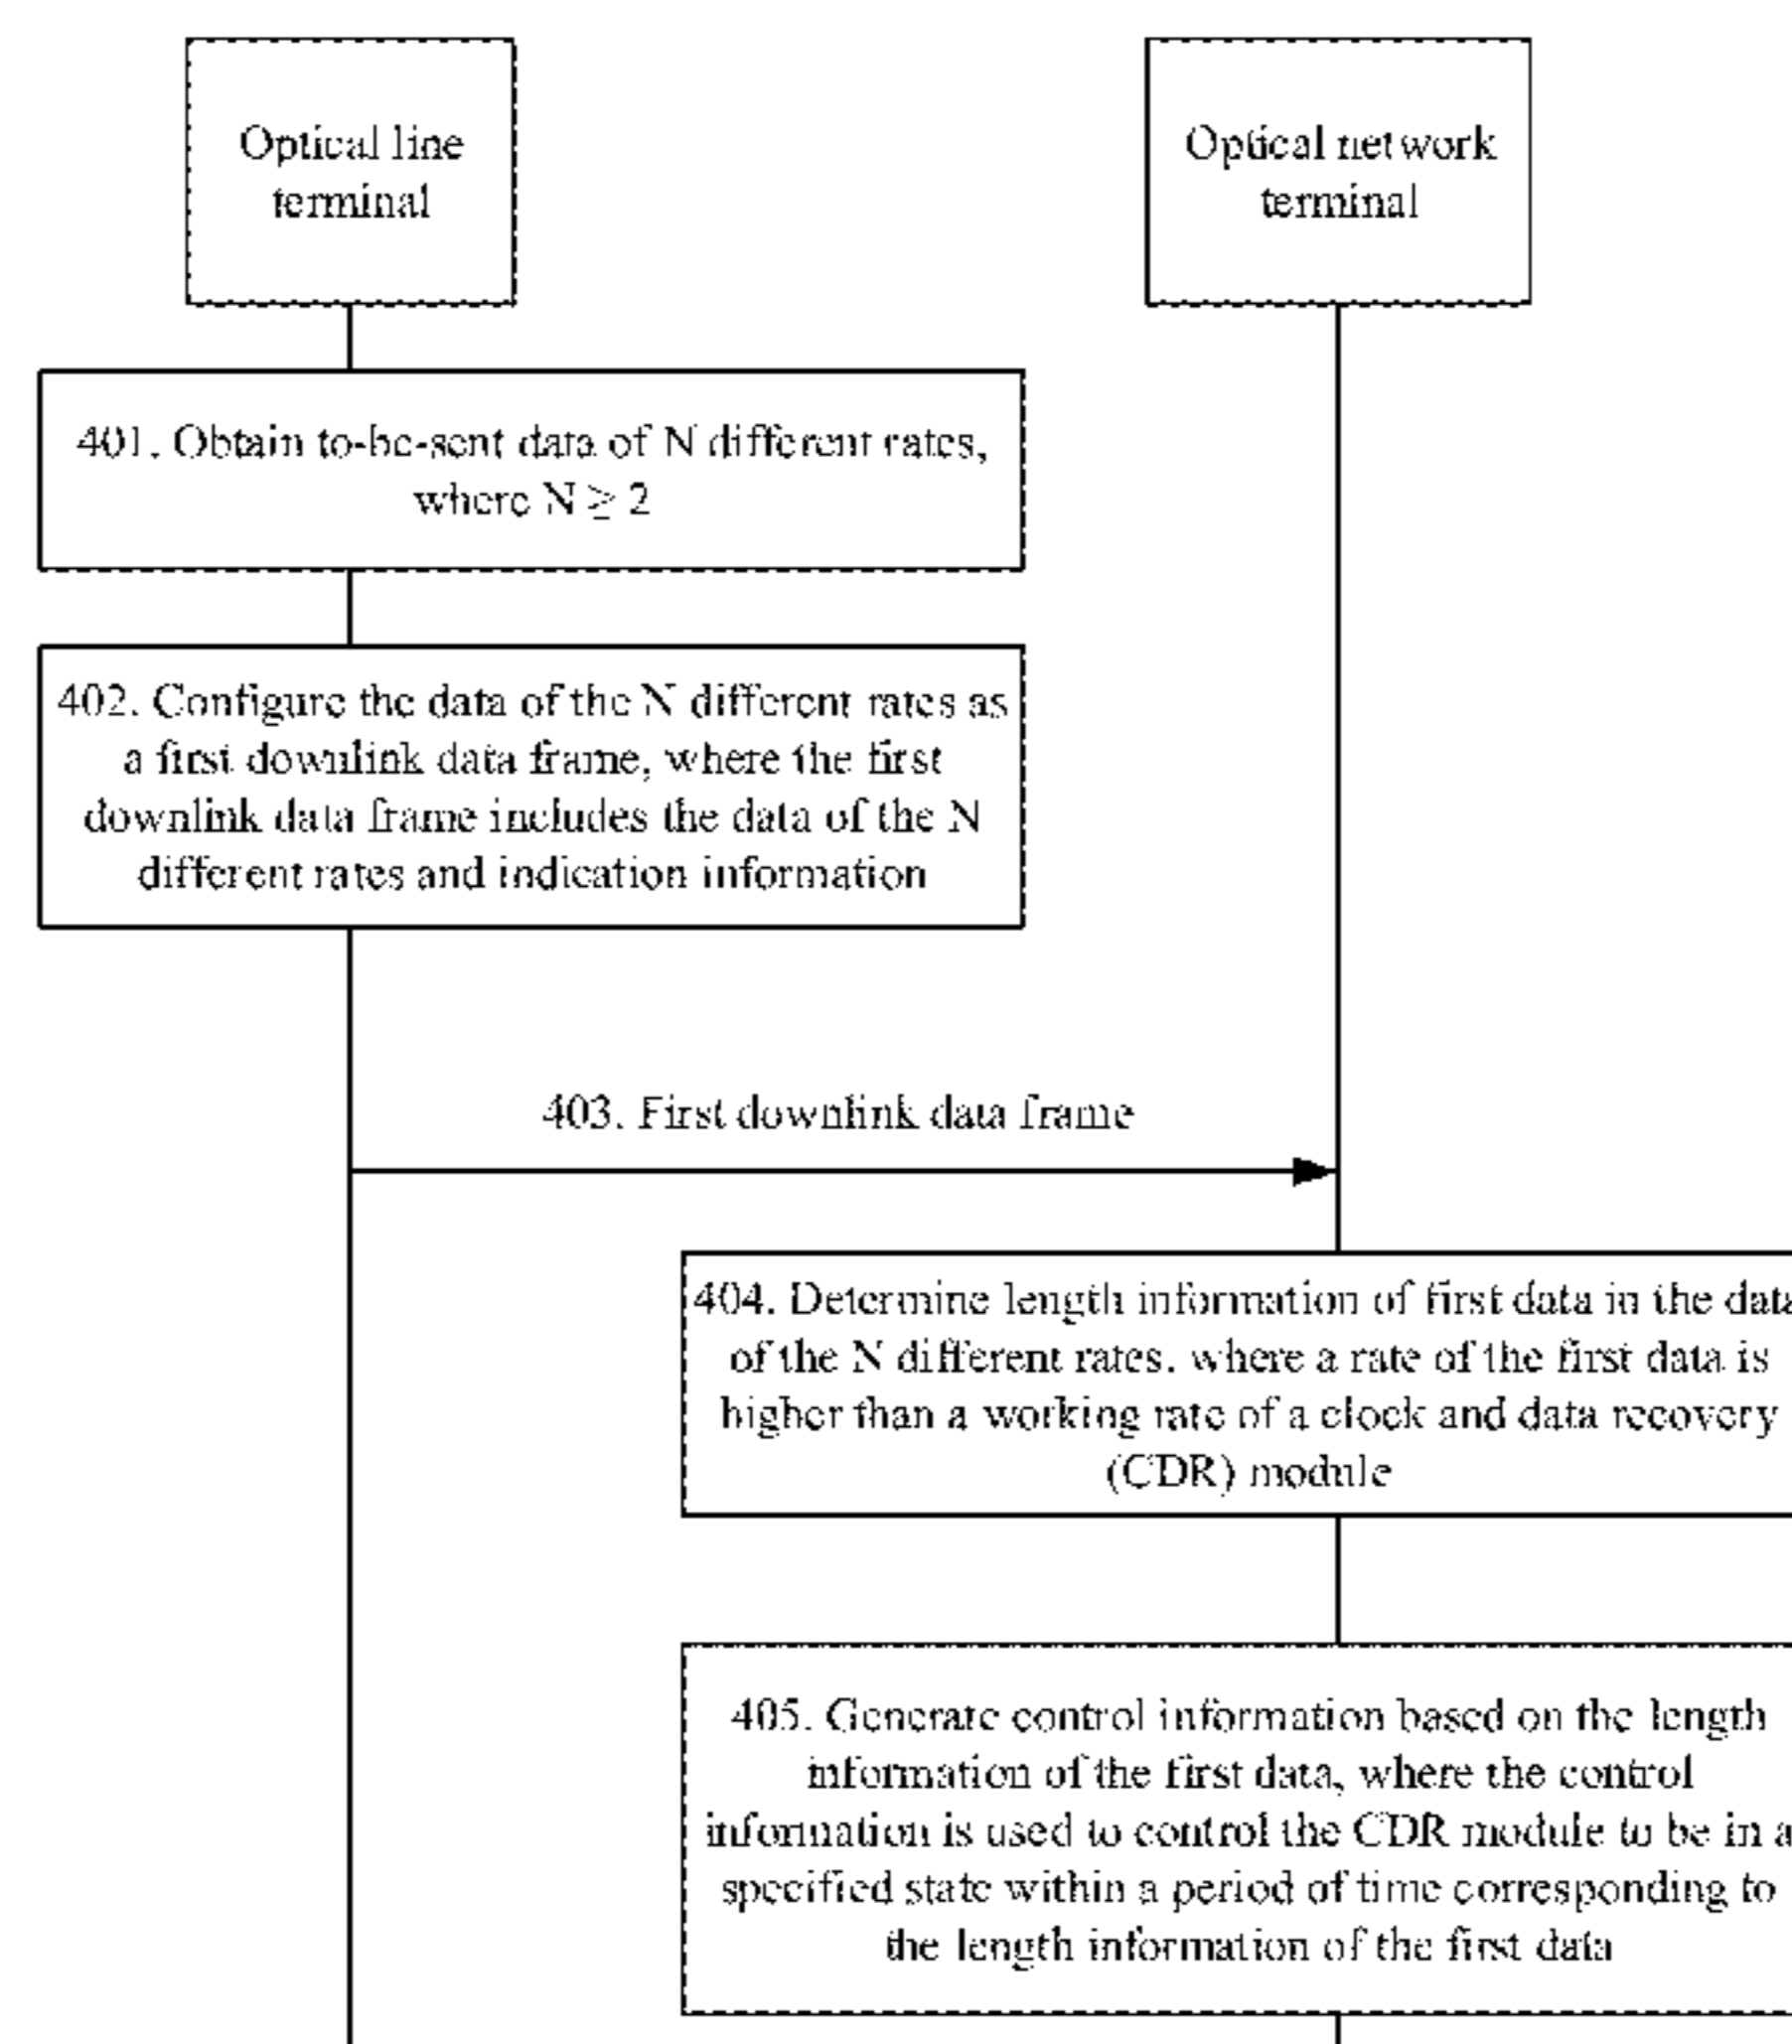 Optical line
terminal
Optical network
terminal
401. Obtain to-be-sent data of N different rates,
where N ≥ 2
402. Configure the data of the N different rates as
a first downlink data frame, where the first
downlink data frame includes the data of the N
different rates and indication information
403. First downlink data frame
404. Determine length information of first data in the data
of the N different rates, where a rate of the first data is
higher than a working rate of a clock and data recovery
(CDR) module
405. Generate control information based on the length
information of the first data, where the control
information is used to control the CDR module to be in a
specified state within a period of time corresponding to
the length information of the first data